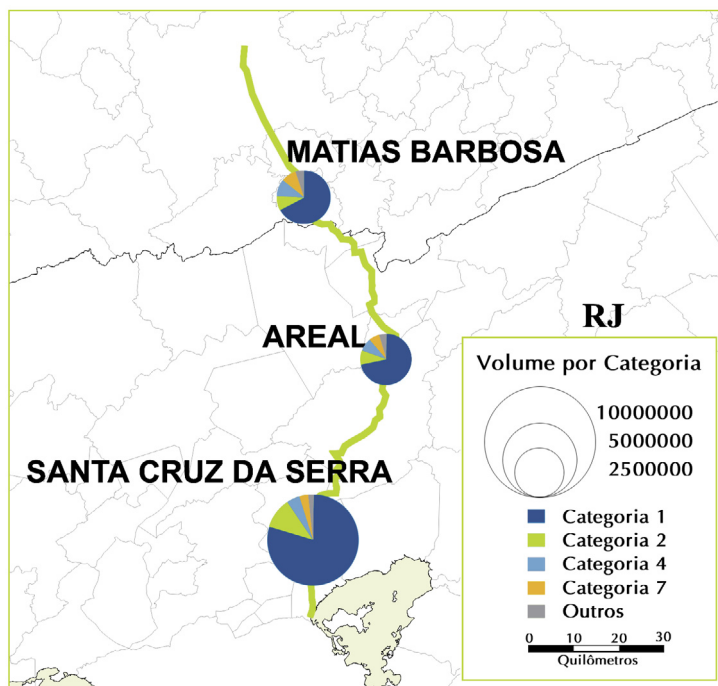 MATIAS BARBOSA
AREAL
SANTA CRUZ DA SERRA
RJ
Volume por Categoria
10000000
5000000
2500000
Categoria 1
Categoria 2
Categoria 4
Categoria 7
Outros
0 10 20 30
Quilômetros